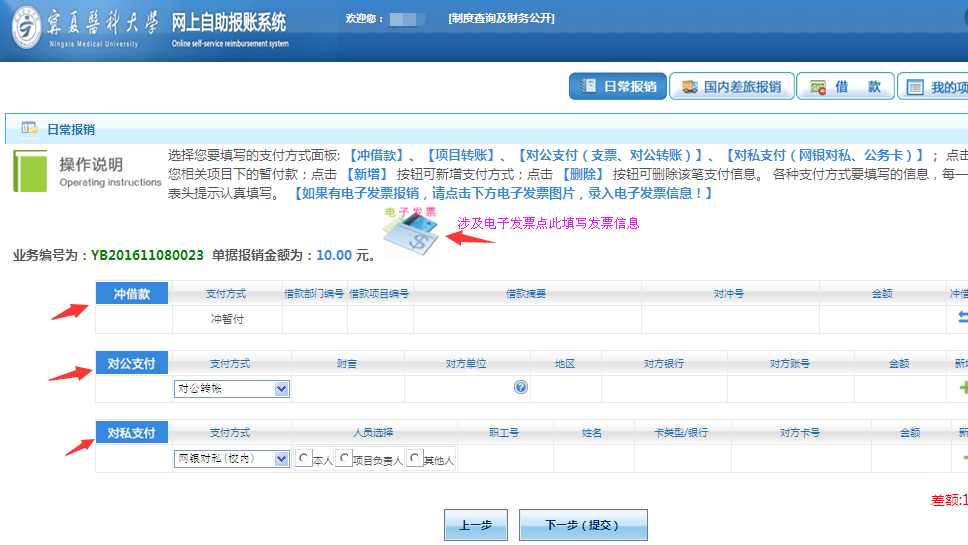 寧夏醫科大學 网上自助报账系统
Ningxia Medical University Online self-service reimbursement system
欢迎您： [制度查询及财务公开]
日常报销 国内差旅报销 借 款 我的项
日常报销
操作说明
Operating instructions
选择您要填写的支付方式面板: 【冲借款】、【项目转账】、【对公支付（支票、对公转账）】、【对私支付（网银对私、公务卡）】； 点击
您相关项目下的暂付款；点击 【新增】 按钮可新增支付方式；点击 【删除】 按钮可删除该笔支付信息。 各种支付方式要填写的信息，每一
表头提示认真填写。 【如果有电子发票报销，请点击下方电子发票图片，录入电子发票信息！】
电子发票
涉及电子发票点此填写发票信息
业务编号为：YB201611080023 单据报销金额为：10.00 元。
冲借款 支付方式 借款部门编号 借款项目编号 借款摘要 对冲号 金额 冲借
冲暂付
对公支付 支付方式 附言 对方单位 地区 对方银行 对方账号 金额 新增
对公转帐
对私支付 支付方式 人员选择 职工号 姓名 卡类型/银行 对方卡号 金额 新
网银对私(校内) 本人 项目负责人 其他人
差额:1
上一步 下一步（提交）